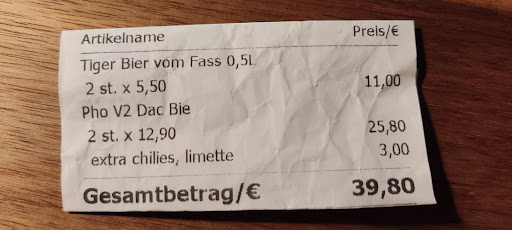 Artikelname Preis/€
Tiger Bier vom Fass 0,5L
2 st. x 5,50 11,00
Pho V2 Dac Bie
2 st. x 12,90 25,80
extra chilies, limette 3,00
Gesamtbetrag/€ 39,80